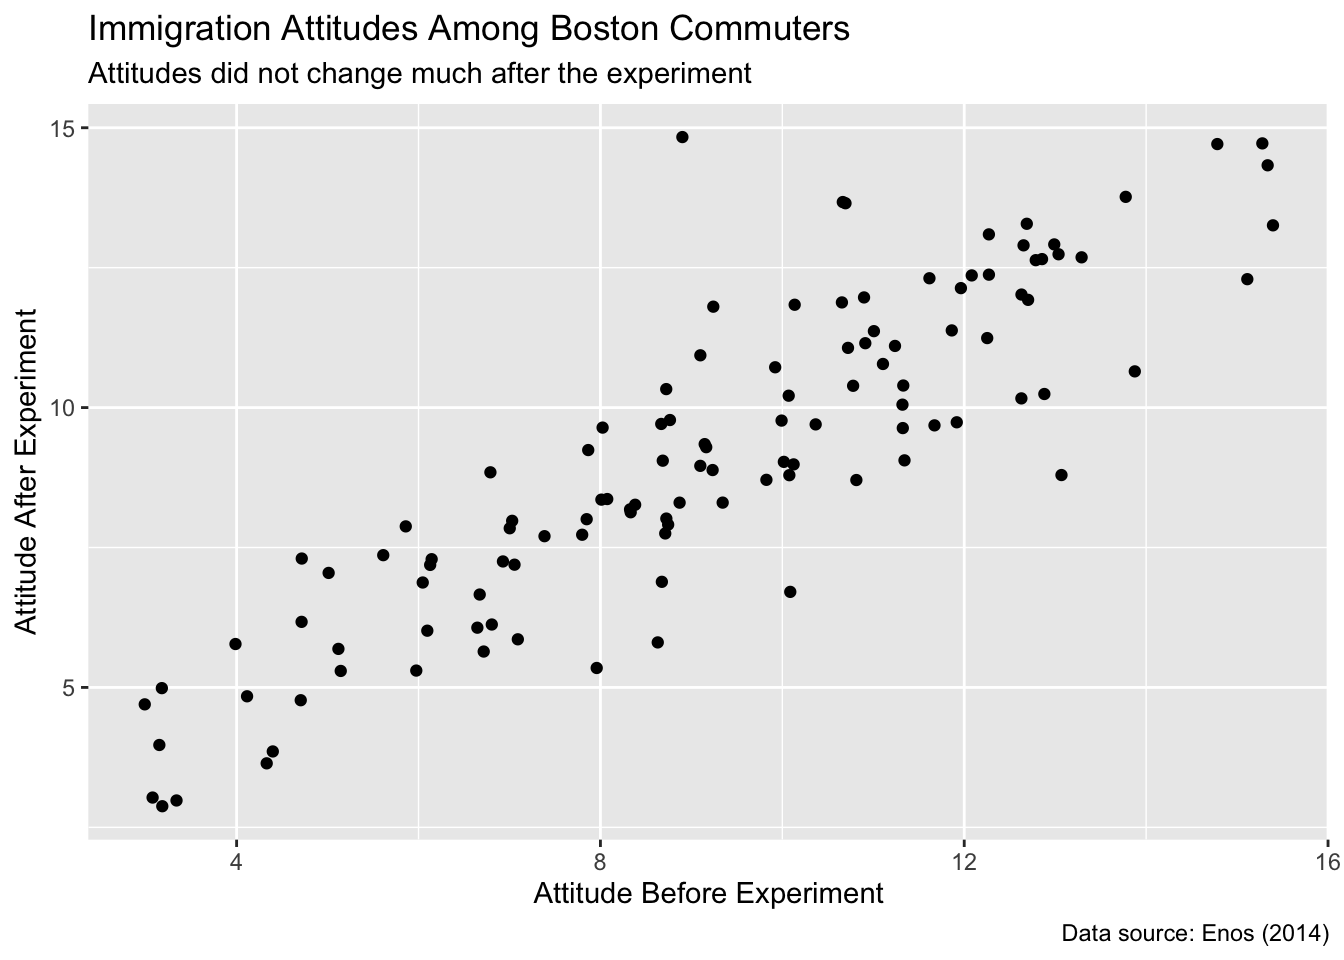 Immigration Attitudes Among Boston Commuters
Attitudes did not change much after the experiment
15
10
5
Attitude After Experiment
4 8 12 16
Attitude Before Experiment
Data source: Enos (2014)